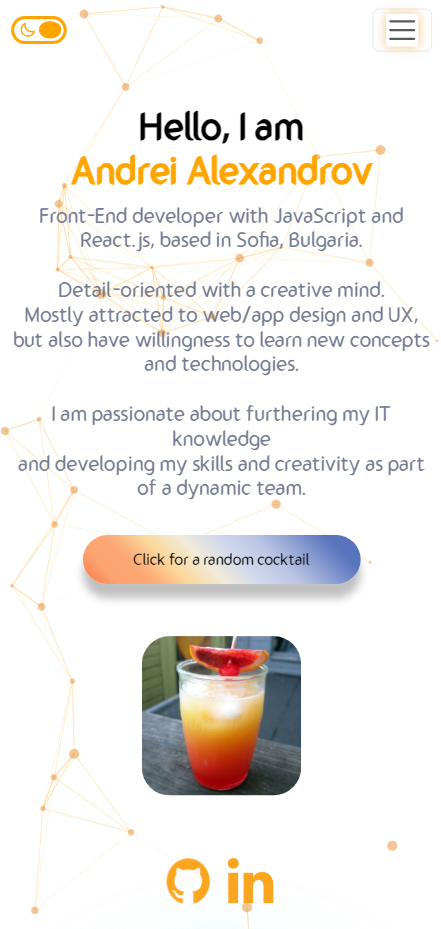 Hello, I am
Andrei Alexandrov
Front-End developer with JavaScript and
React.js, based in Sofia, Bulgaria.
Detail-oriented with a creative mind.
Mostly attracted to web/app design and UX,
but also have willingness to learn new concepts
and technologies.
I am passionate about furthering my IT
knowledge
and developing my skills and creativity as part
of a dynamic team.
Click for a random cocktail
in